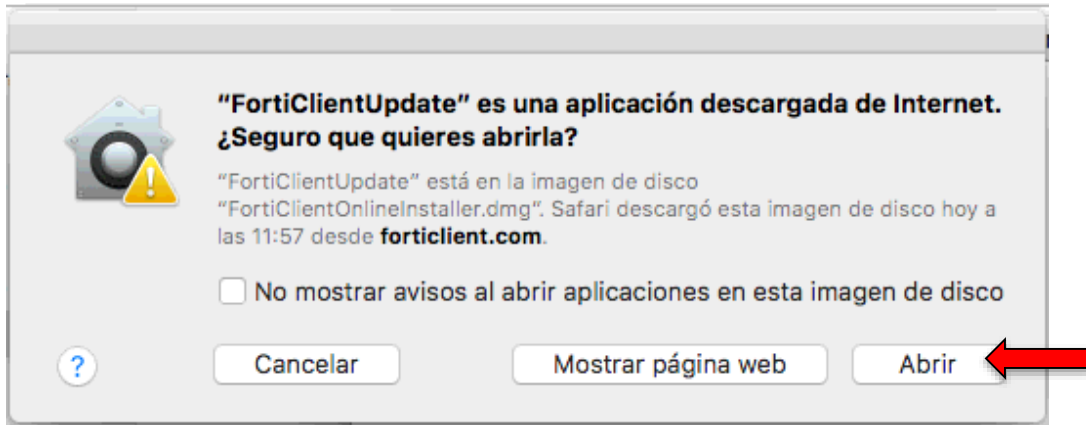 “FortiClientUpdate” es una aplicación descargada de Internet.
¿Seguro que quieres abrirla?
“FortiClientUpdate” está en la imagen de disco
“FortiClientOnlineInstaller.dmg”. Safari descargó esta imagen de disco hoy a
las 11:57 desde forticlient.com.
No mostrar avisos al abrir aplicaciones en esta imagen de disco
? Cancelar Mostrar página web Abrir